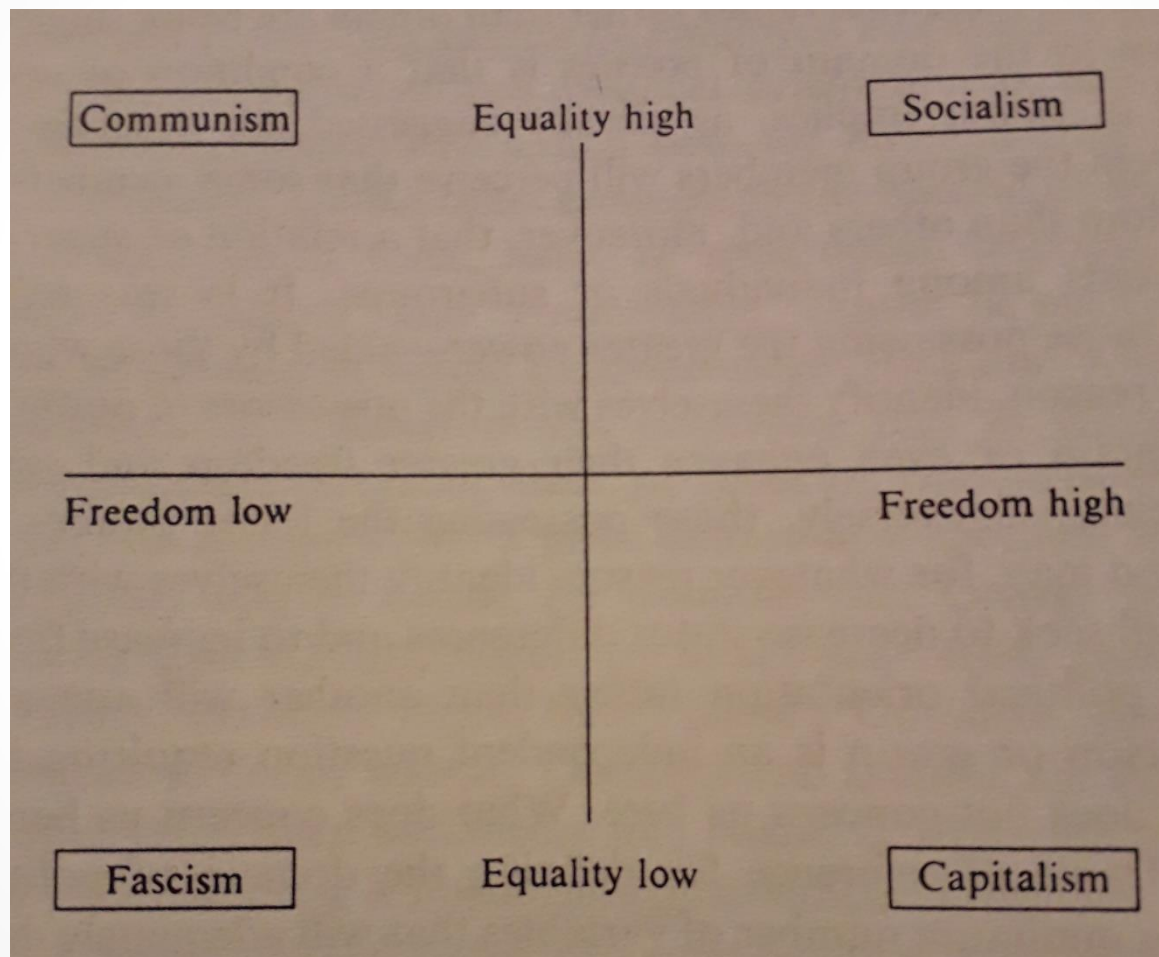 Communism
Equality high
Socialism
Freedom low
Freedom high
Fascism
Equality low
Capitalism